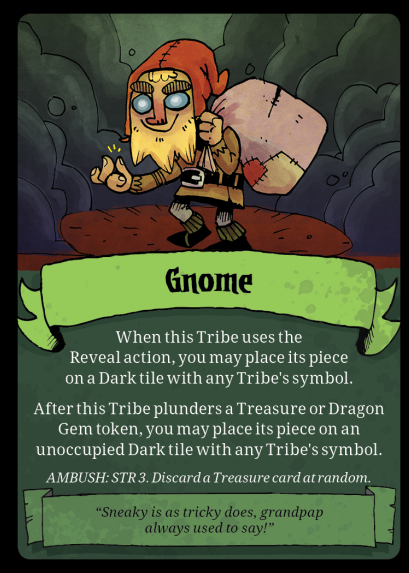 Gnome
When this Tribe uses the
Reveal action, you may place its piece
on a Dark tile with any Tribe's symbol.
After this Tribe plunders a Treasure or Dragon
Gem token, you may place its piece on an
unoccupied Dark tile with any Tribe's symbol.
AMBUSH: STR 3. Discard a Treasure card at random.
“Sneaky is as tricky does, grandpap
always used to say!”